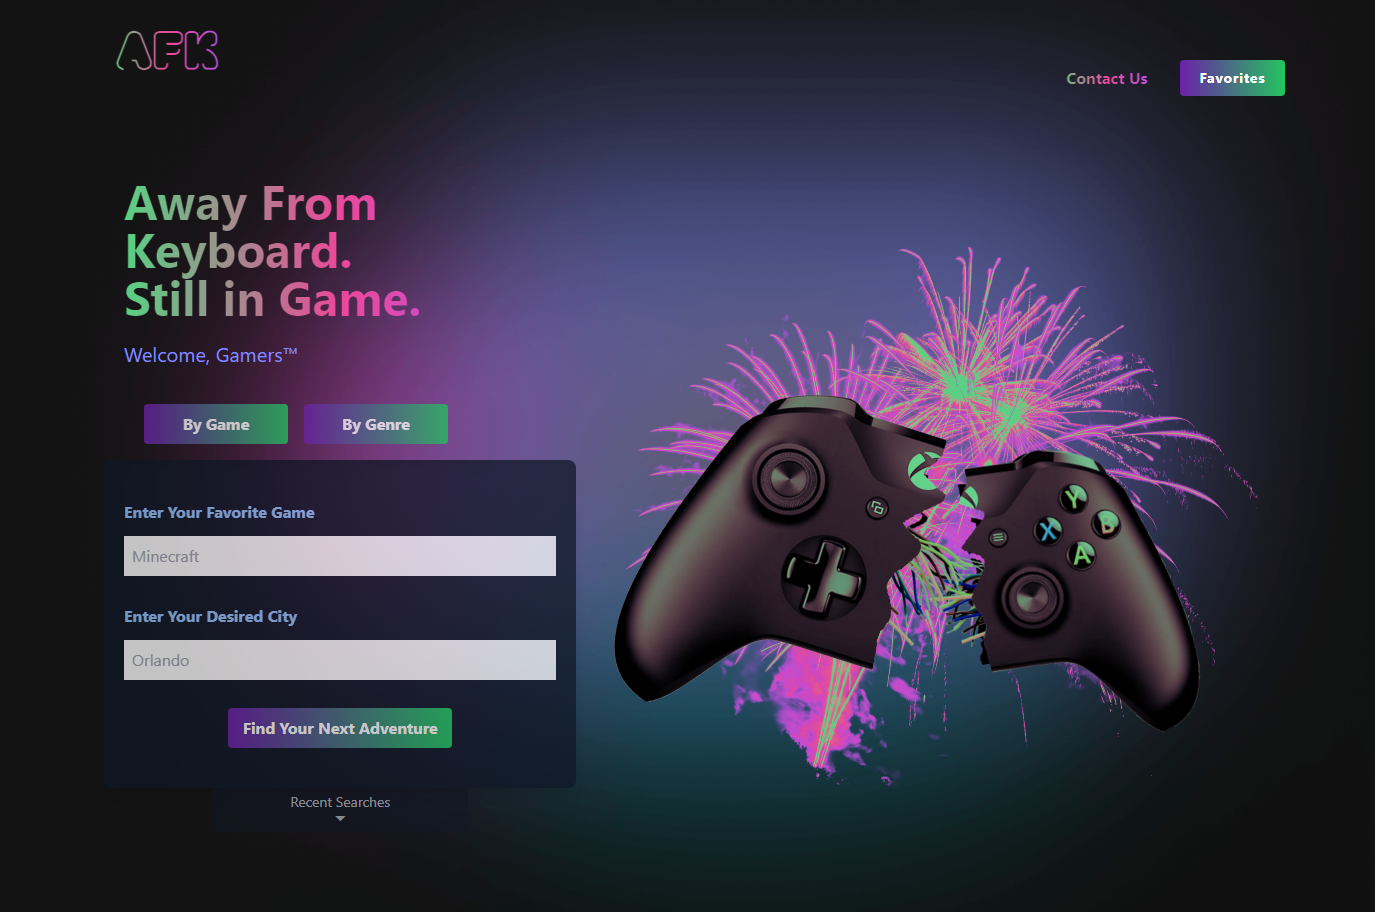 AFK
Contact Us
Favorites
Away From
Keyboard.
Still in Game.
Welcome, Gamers™
By Game
By Genre
Enter Your Favorite Game
Minecraft
Enter Your Desired City
Orlando
Find Your Next Adventure
Recent Searches
Y
B
X
A